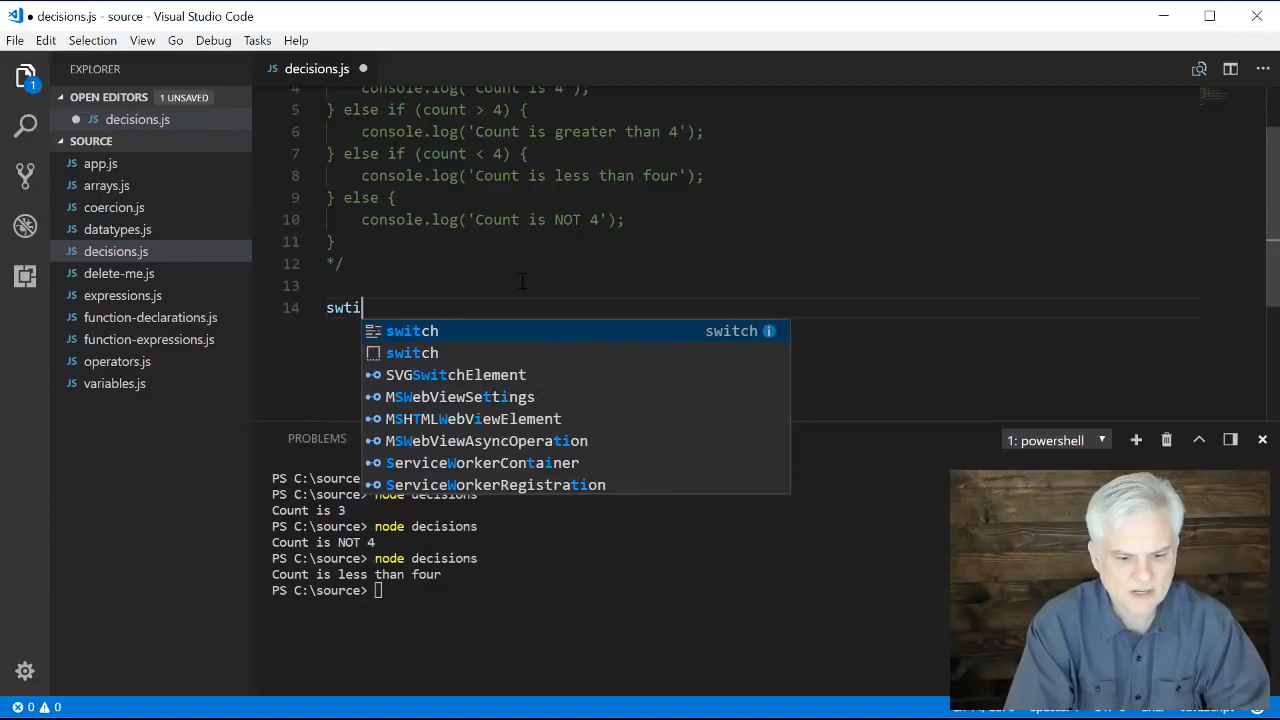 decisions.js - source - Visual Studio Code
File Edit Selection View Go Debug Tasks Help
EXPLORER
OPEN EDITORS 1 UNSAVED
JS decisions.js
SOURCE
JS app.js
JS arrays.js
JS coercion.js
JS datatypes.js
JS decisions.js
JS delete-me.js
JS expressions.js
JS function-declarations.js
JS function-expressions.js
JS operators.js
JS variables.js
1
JS decisions.js
4 console.log('Count is 4');
5 } else if (count > 4) {
6 console.log('Count is greater than 4');
7 } else if (count < 4) {
8 console.log('Count is less than four');
9 } else {
10 console.log('Count is NOT 4');
11 }
12 */
13
14 swti
switch switch
switch
SVGSwitchElement
MSWebViewSettings
MSHTMLWebViewElement
MSWebViewAsyncOperation
ServiceWorkerContainer
ServiceWorkerRegistration
PROBLEMS
1: powershell
PS C:\source>
PS C:\source> node decisions
Count is 3
PS C:\source> node decisions
Count is NOT 4
PS C:\source> node decisions
Count is less than four
PS C:\source>
0 0